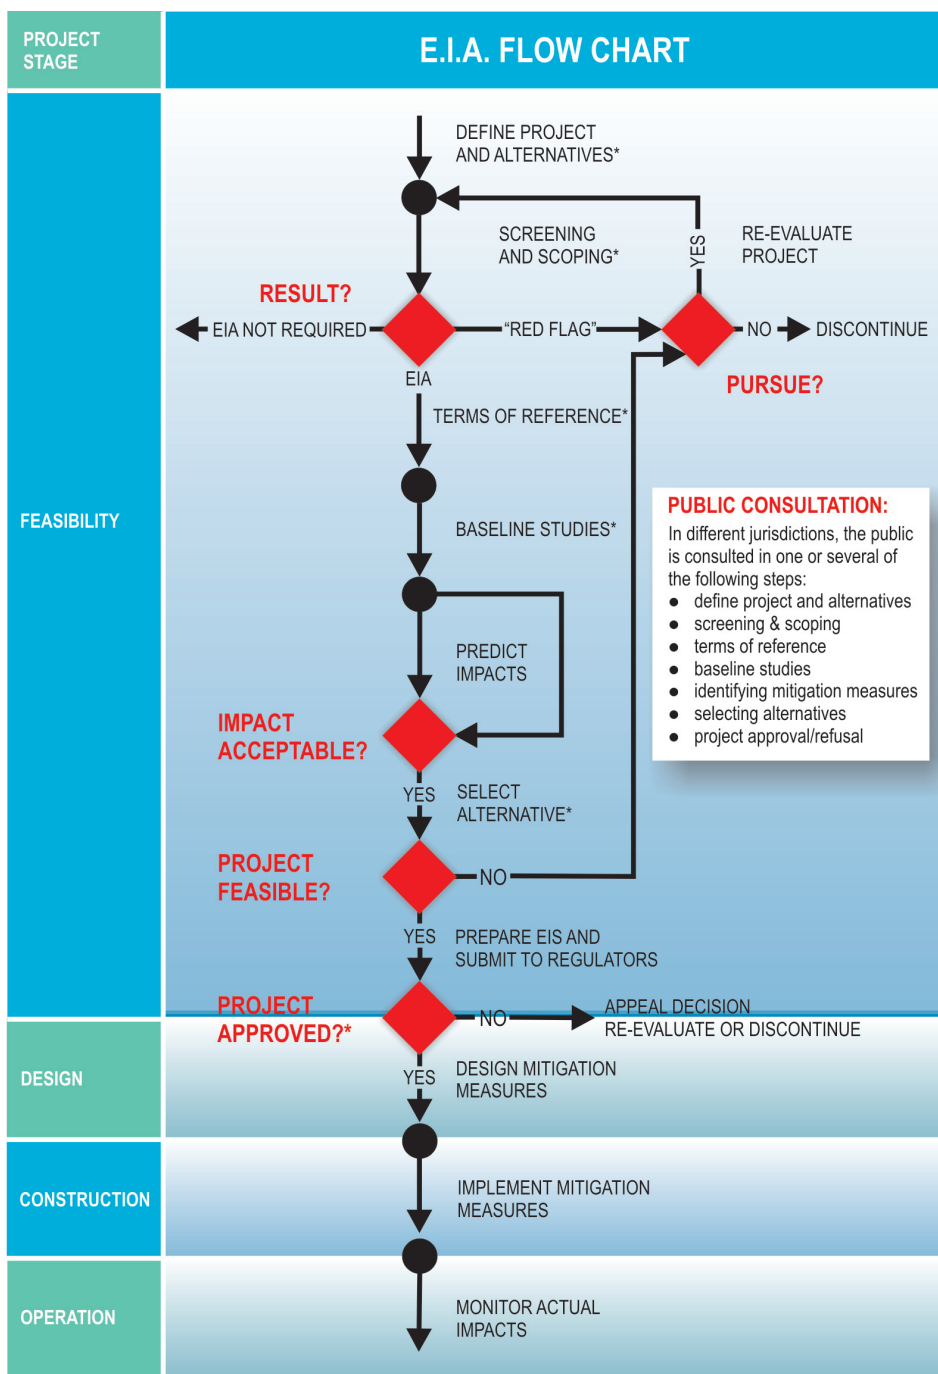 PROJECT
STAGE
E.I.A. FLOW CHART
DEFINE PROJECT
AND ALTERNATIVES*
SCREENING
AND SCOPING*
YES
RE-EVALUATE
PROJECT
RESULT?
EIA NOT REQUIRED
“RED FLAG”
NO
DISCONTINUE
PURSUE?
EIA
TERMS OF REFERENCE*
FEASIBILITY
BASELINE STUDIES*
PUBLIC CONSULTATION:
In different jurisdictions, the public
is consulted in one or several of
the following steps:
● define project and alternatives
● screening & scoping
● terms of reference
● baseline studies
● identifying mitigation measures
● selecting alternatives
● project approval/refusal
PREDICT
IMPACTS
IMPACT
ACCEPTABLE?
YES
SELECT
ALTERNATIVE*
PROJECT
FEASIBLE?
NO
YES
PREPARE EIS AND
SUBMIT TO REGULATORS
PROJECT
APPROVED?*
NO
APPEAL DECISION
RE-EVALUATE OR DISCONTINUE
DESIGN
YES
DESIGN MITIGATION
MEASURES
CONSTRUCTION
IMPLEMENT MITIGATION
MEASURES
OPERATION
MONITOR ACTUAL
IMPACTS